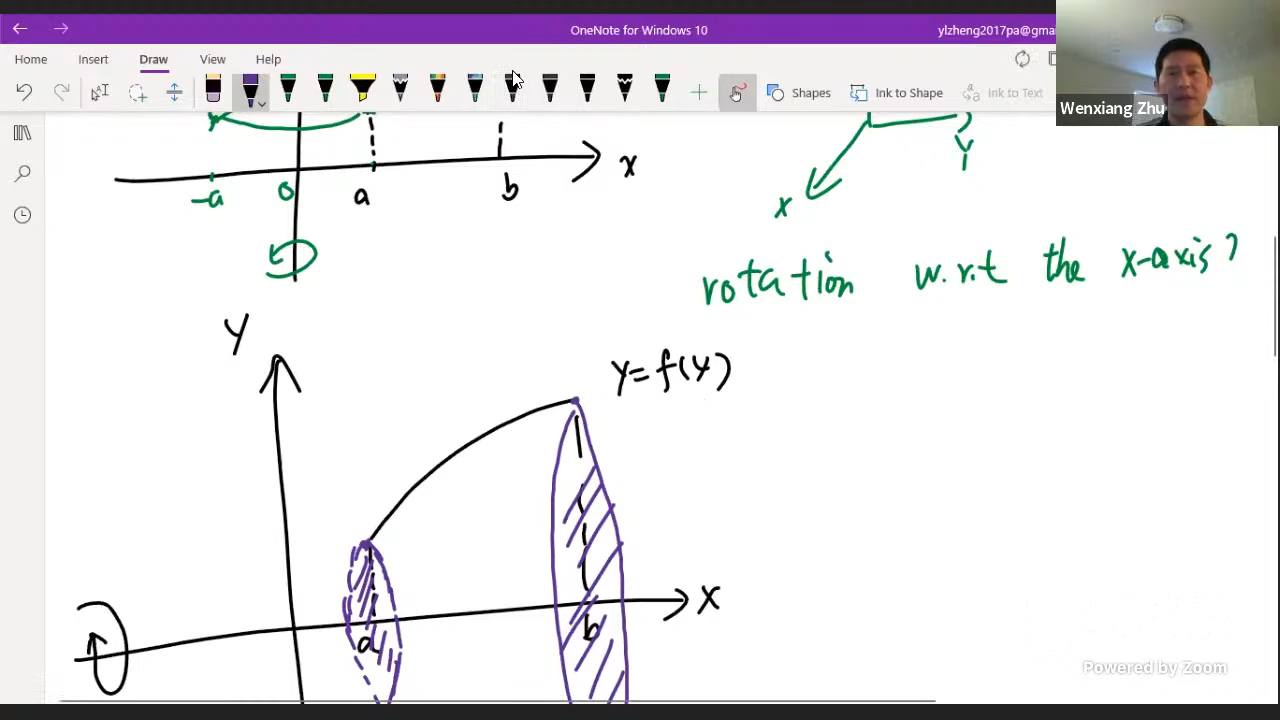 OneNote for Windows 10
ylzheng2017pa@gmai
Home Insert Draw View Help
Shapes Ink to Shape Ink to Text
Wenxiang Zhu
x
-a 0 a b
Y
X
rotation w.r.t the x-axis?
Y
y=f(y)
X
a
b
Powered by Zoom